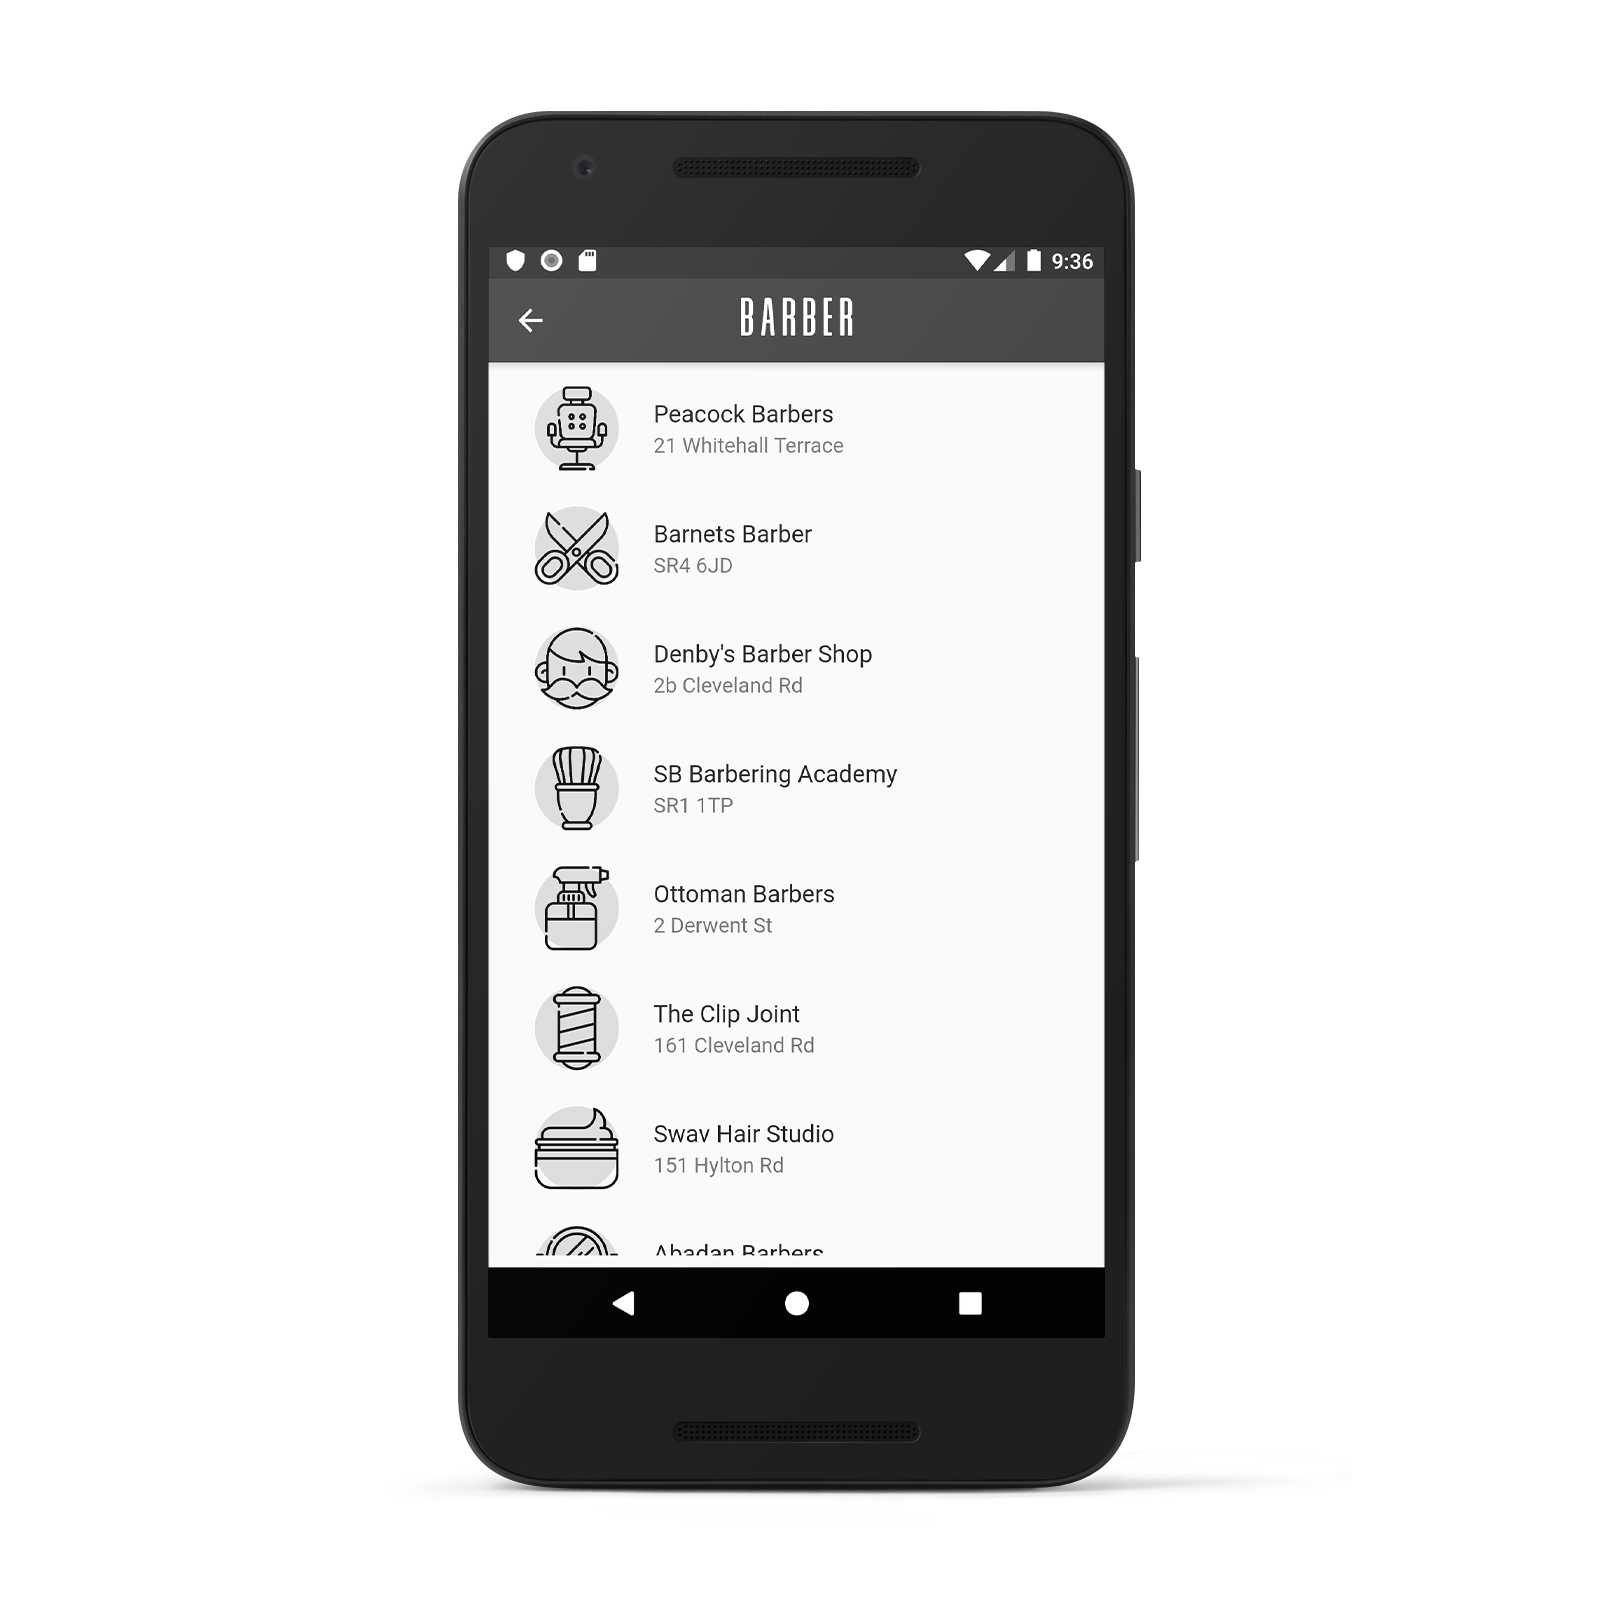 9:36
BARBER
Peacock Barbers
21 Whitehall Terrace
Barnets Barber
SR4 6JD
Denby's Barber Shop
2b Cleveland Rd
SB Barbering Academy
SR1 1TP
Ottoman Barbers
2 Derwent St
The Clip Joint
161 Cleveland Rd
Swav Hair Studio
151 Hylton Rd
Abadan Barbers